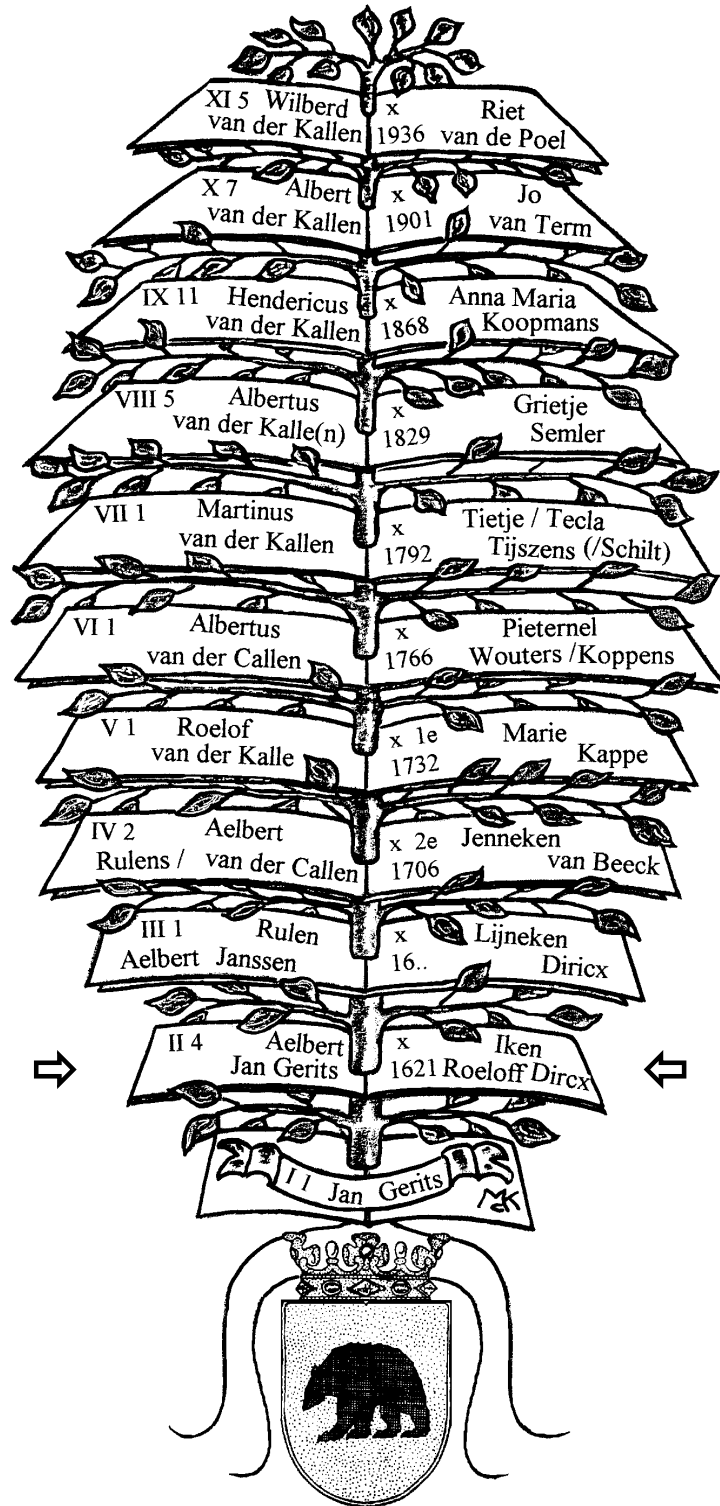 XI 5 Wilberd x Riet
van der Kallen 1936 van de Poel
X 7 Albert x Jo
van der Kallen 1901 van Term
IX 11 Hendericus x Anna Maria
van der Kallen 1868 Koopmans
VIII 5 Albertus x Grietje
van der Kalle(n) 1829 Semler
VII 1 Martinus x Tietje / Tecla
van der Kallen 1792 Tijszens (/Schilt)
VI 1 Albertus x Pieternel
van der Callen 1766 Wouters /Koppens
V 1 Roelof x 1e Marie
van der Kalle 1732 Kappe
IV 2 Aelbert x 2e Jenneken
Rulens / van der Callen 1706 van Beeck
III 1 Rulen x Lijneken
Aelbert Janssen 16.. Diricx
II 4 Aelbert x Iken
Jan Gerits 1621 Roeloff Dircx
I 1 Jan Gerits
MdK